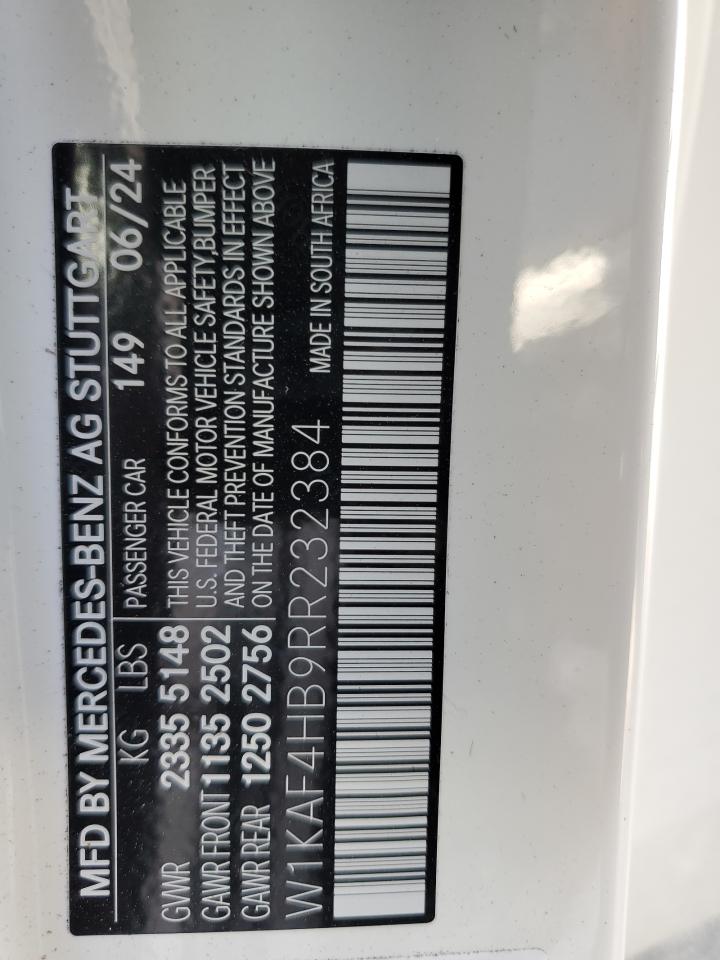 MFD BY MERCEDES-BENZ AG STUTTGART
KG LBS PASSENGER CAR 149 06/24
GVWR 2335 5148 THIS VEHICLE CONFORMS TO ALL APPLICABLE
GAWR FRONT 1135 2502 U.S. FEDERAL MOTOR VEHICLE SAFETY,BUMPER
GAWR REAR 1250 2756 AND THEFT PREVENTION STANDARDS IN EFFECT
ON THE DATE OF MANUFACTURE SHOWN ABOVE
W1KAF4HB9RR232384 MADE IN SOUTH AFRICA